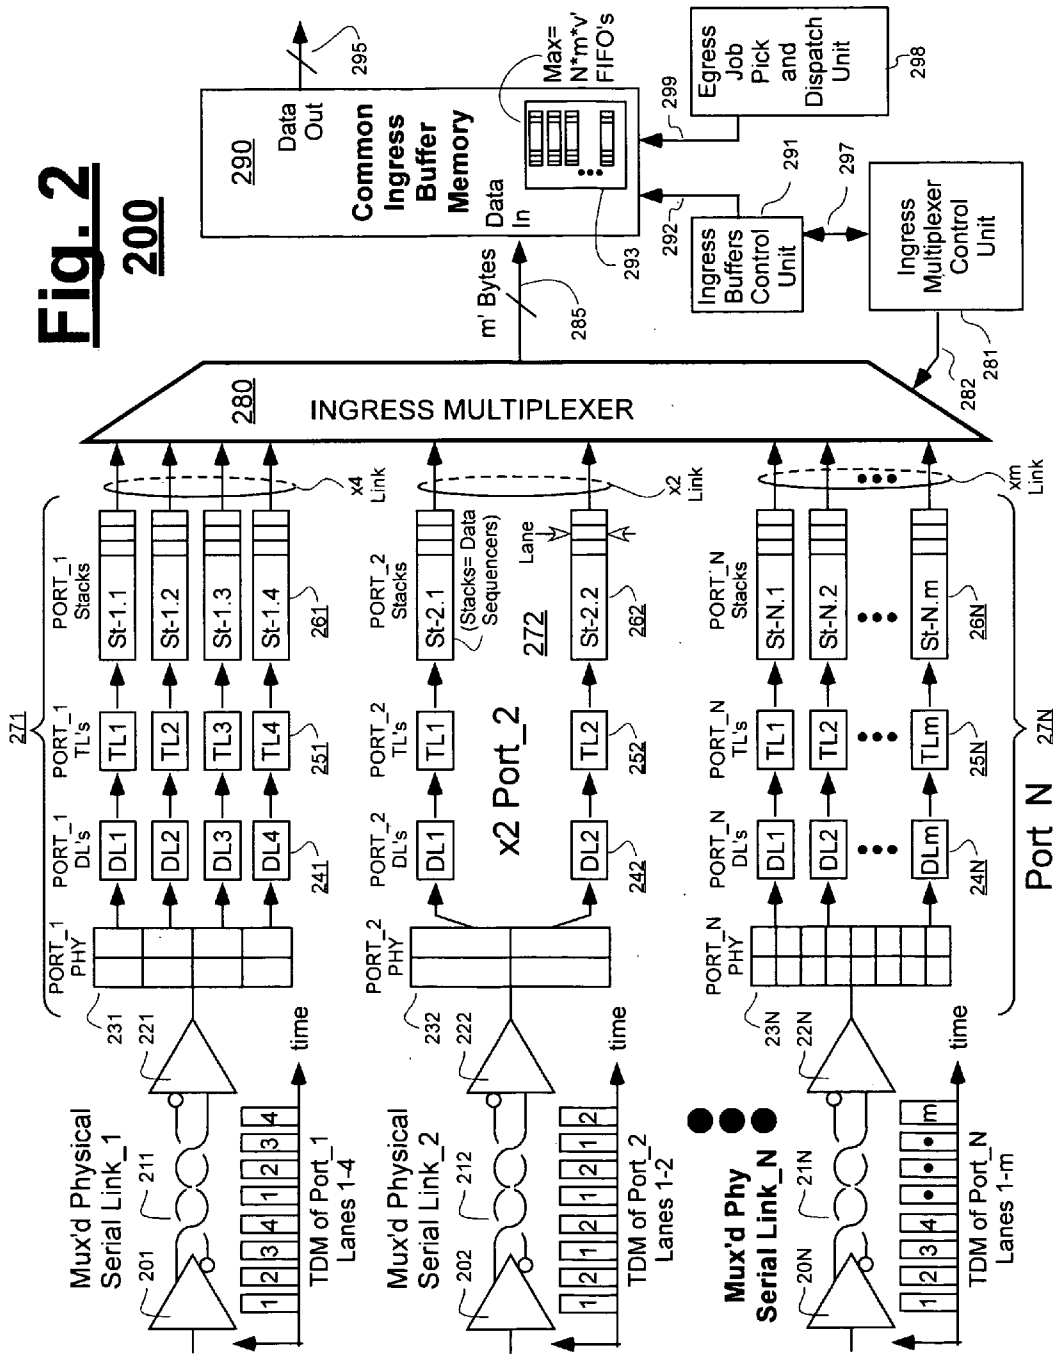 Fig. 2
200
Mux'd Physical
Serial Link_1
201
211
221
231
1 2 3 4 1 2 3 4
time
TDM of Port_1
Lanes 1-4
271
PORT_1
PHY
PORT_1
DL's
PORT_1
TL's
PORT_1
Stacks
DL1
TL1
St-1.1
DL2
TL2
St-1.2
DL3
TL3
St-1.3
DL4
TL4
St-1.4
241
251
261
x4
Link
Mux'd Physical
Serial Link_2
202
212
222
232
1 2 1 2 1 2 1 2
time
TDM of Port_2
Lanes 1-2
PORT_2
PHY
PORT_2
DL's
PORT_2
TL's
PORT_2
Stacks
DL1
TL1
St-2.1
(Stacks= Data
Sequencers)
x2 Port_2
272
Lane
DL2
TL2
St-2.2
242
252
262
x2
Link
Mux'd Phy
Serial Link_N
20N
21N
22N
23N
1 2 3 4 m
time
TDM of Port_N
Lanes 1-m
PORT_N
PHY
PORT_N
DL's
PORT_N
TL's
PORT_N
Stacks
DL1
TL1
St-N.1
DL2
TL2
St-N.2
DLm
TLm
St-N.m
24N
25N
26N
xm
Link
Port_N
27N
280
INGRESS MULTIPLEXER
m' Bytes
285
282
281
Ingress
Multiplexer
Control
Unit
297
Ingress
Buffers
Control
Unit
291
292
290
Common
Ingress
Buffer
Memory
Data
In
Data
Out
295
293
Max=
N*m*v'
FIFO's
299
Egress
Job
Pick
and
Dispatch
Unit
298